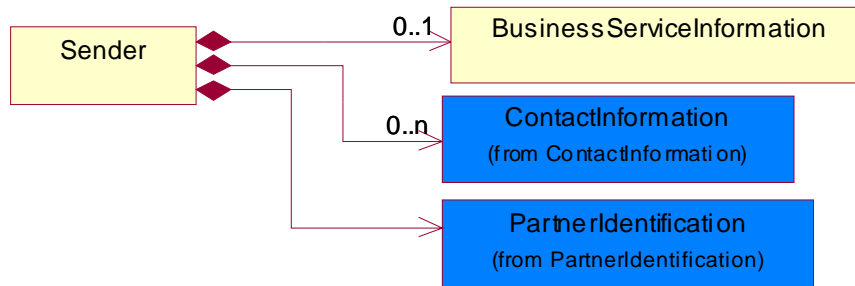 Sender
0..1
BusinessServiceInformation
0..n
ContactInformation
(from ContactInformation)
PartnerIdentification
(from PartnerIdentification)